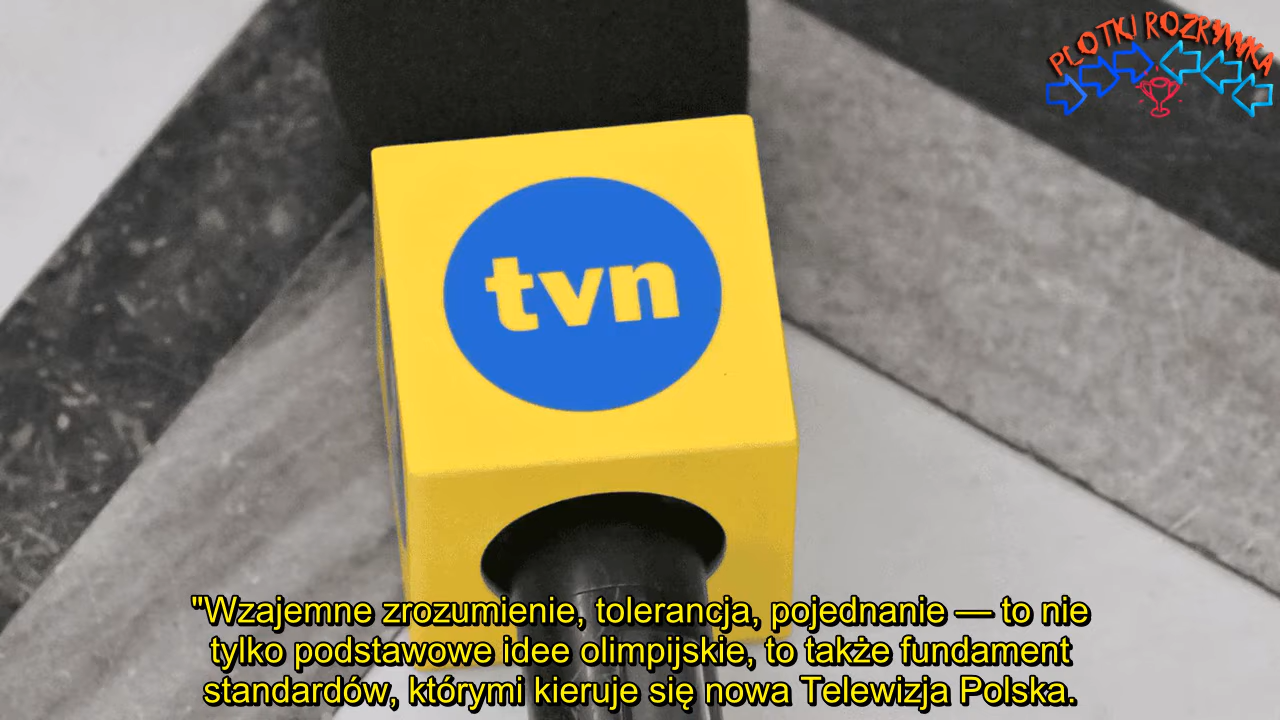 PLOTKI ROZRYWKA
tvn
"Wzajemne zrozumienie, tolerancja, pojednanie — to nie
tylko podstawowe idee olimpijskie, to także fundament
standardów, którymi kieruje się nowa Telewizja Polska.